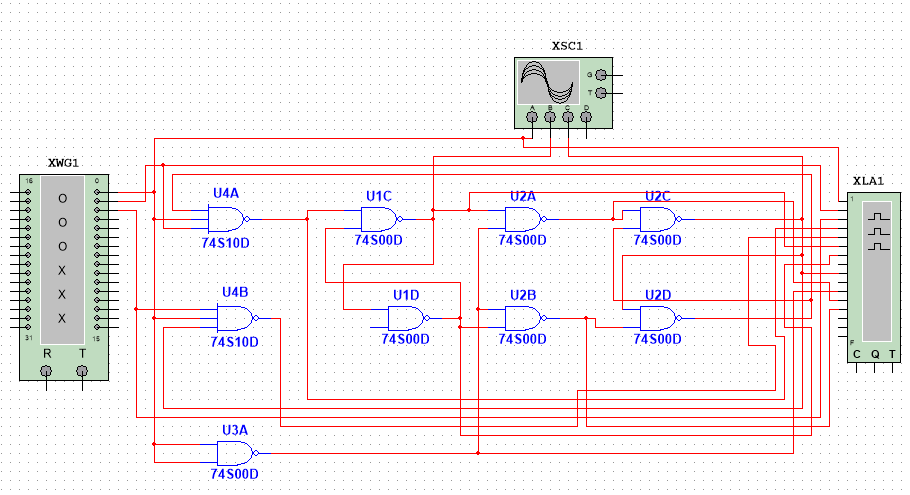 XSC1
G
T
A B C D
XWG1
16 0
O
O
O
X
X
X
31 15
R T
XLA1
1
F
C Q T
U4A
74S10D
U1C
74S00D
U2A
74S00D
U2C
74S00D
U4B
74S10D
U1D
74S00D
U2B
74S00D
U2D
74S00D
U3A
74S00D